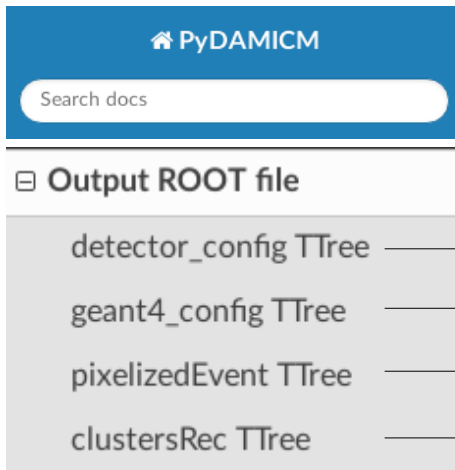 PyDAMICM
Search docs
Output ROOT file
detector_config TTree
geant4_config TTree
pixelizedEvent TTree
clustersRec TTree